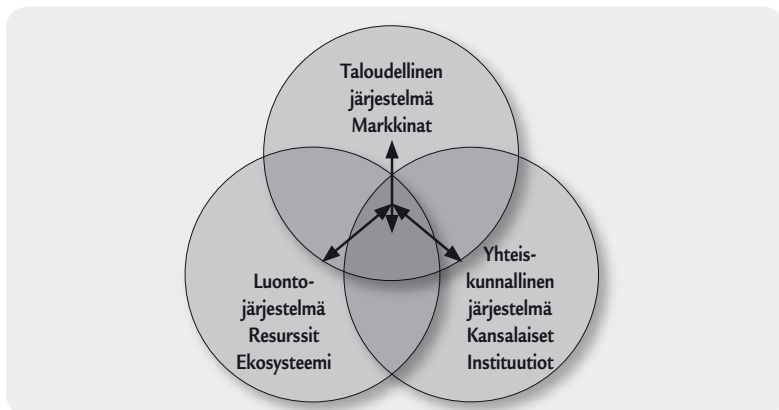 Taloudellinen
järjestelmä
Markkinat
Luonto-
järjestelmä
Resurssit
Ekosysteemi
Yhteis-
kunnallinen
järjestelmä
Kansalaiset
Instituutiot